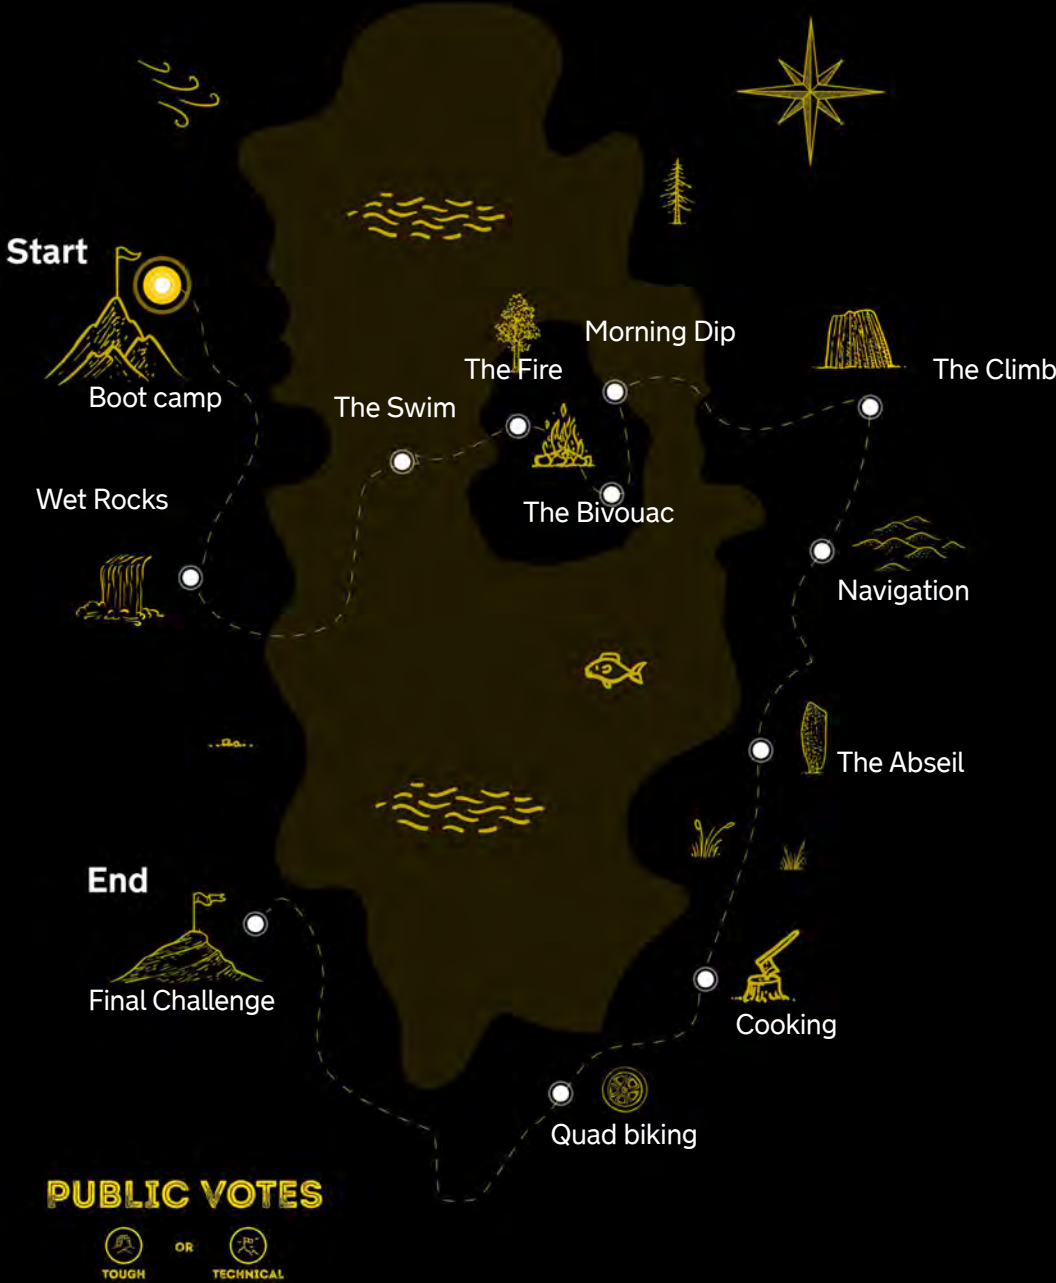 Start
Morning Dip
The Fire
The Climb
Boot camp
The Swim
Wet Rocks
The Bivouac
Navigation
The Abseil
End
Final Challenge
Cooking
Quad biking
PUBLIC VOTES
OR
TOUGH
TECHNICAL